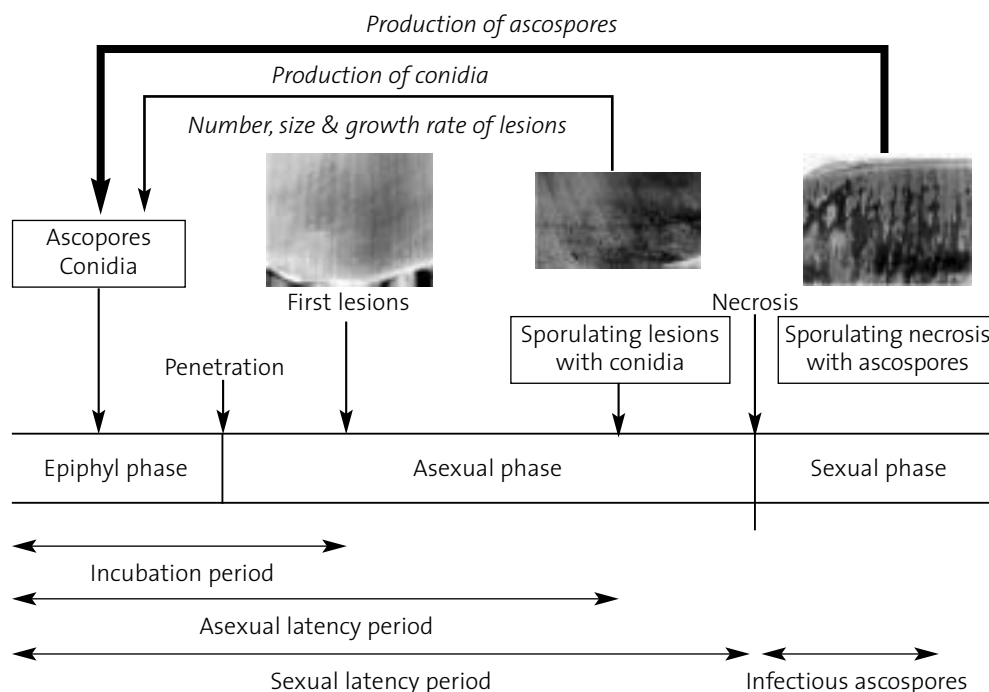 Production of ascospores
Production of conidia
Number, size & growth rate of lesions
Ascopores
Conidia
First lesions
Necrosis
Sporulating lesions
with conidia
Sporulating necrosis
with ascospores
Penetration
Epiphyl phase
Asexual phase
Sexual phase
Incubation period
Asexual latency period
Sexual latency period
Infectious ascospores